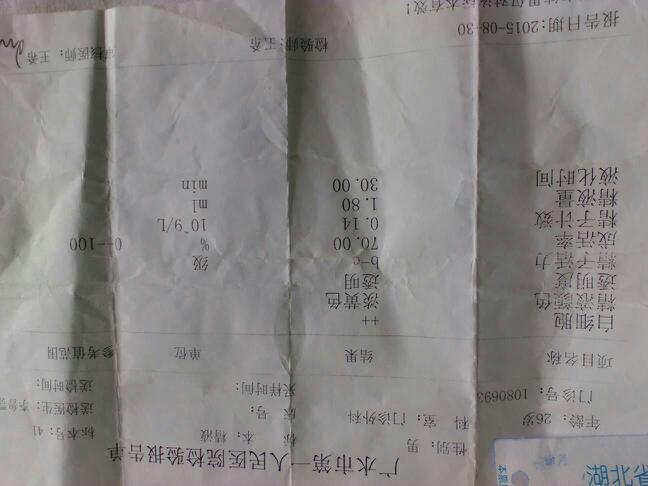 湖北省
广水市第一人民医院检验报告单
性别：男 标 本：精液 标本号：41
年龄：26岁 科 室：门诊外科 床 号： 送检医生：李鲁
门诊号：1080693 采样时间： 送检时间：
项目名称 结果 单位 参考值范围
白细胞 ++
精液颜色 淡黄色
透明度 透明
精子活力 b-c 级
成活率 70.00 % 0--100
精子计数 0.14 10^9/L
精液量 1.80 ml
液化时间 30.00 min
检验师：王希 审核医师：王希
报告日期：2015-08-30
本有效！